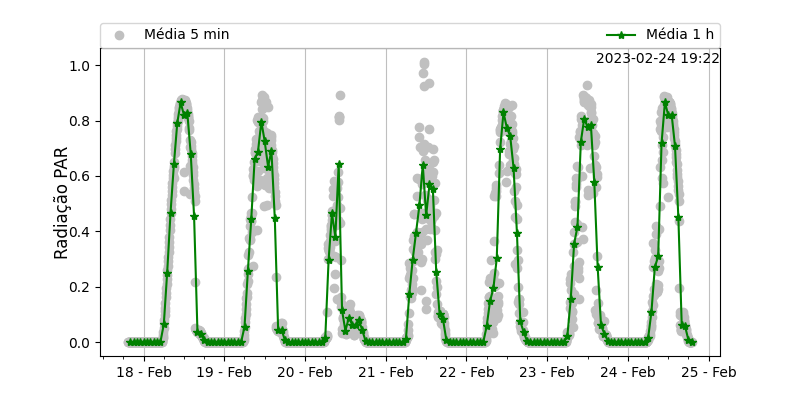 Média 5 min
Média 1 h
2023-02-24 19:22
Radiação PAR
1.0
0.8
0.6
0.4
0.2
0.0
18 - Feb
19 - Feb
20 - Feb
21 - Feb
22 - Feb
23 - Feb
24 - Feb
25 - Feb